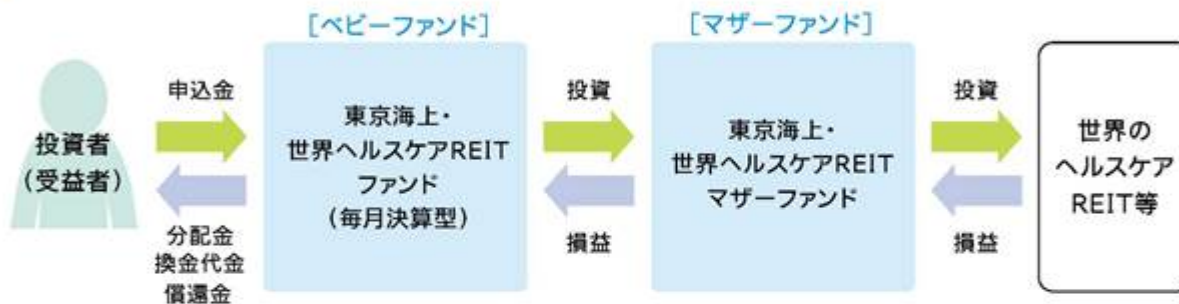 [ベビーファンド]
[マザーファンド]
投資者
(受益者)
申込金
分配金
換金代金
償還金
東京海上・
世界ヘルスケアREIT
ファンド
(毎月決算型)
投資
損益
東京海上・
世界ヘルスケアREIT
マザーファンド
投資
損益
世界の
ヘルスケア
REIT等